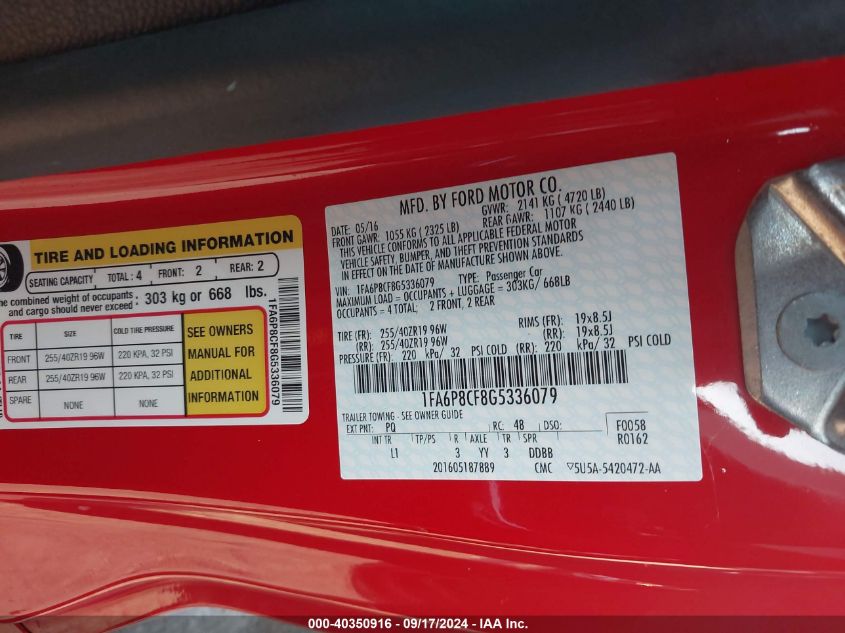 TIRE AND LOADING INFORMATION
SEATING CAPACITY TOTAL: 4 FRONT: 2 REAR: 2
he combined weight of occupants and cargo should never exceed 303 kg or 668 lbs.
TIRE SIZE COLD TIRE PRESSURE
FRONT 255/40ZR19 96W 220 KPA, 32 PSI
REAR 255/40ZR19 96W 220 KPA, 32 PSI
SPARE NONE NONE
SEE OWNERS
MANUAL FOR
ADDITIONAL
INFORMATION
1FA6P8CF8G5336079
MFD. BY FORD MOTOR CO.
DATE: 05/16 GVWR: 2141 KG ( 4720 LB)
FRONT GAWR: 1055 KG ( 2325 LB) REAR GAWR: 1107 KG ( 2440 LB)
THIS VEHICLE CONFORMS TO ALL APPLICABLE FEDERAL MOTOR
VEHICLE SAFETY, BUMPER, AND THEFT PREVENTION STANDARDS
IN EFFECT ON THE DATE OF MANUFACTURE SHOWN ABOVE.
VIN: 1FA6P8CF8G5336079 TYPE: Passenger Car
MAXIMUM LOAD = OCCUPANTS + LUGGAGE = 303KG/ 668LB
OCCUPANTS = 4 TOTAL; 2 FRONT, 2 REAR
TIRE (FR): 255/40ZR19 96W RIMS (FR): 19x8.5J
(RR): 255/40ZR19 96W (RR): 19x8.5J
PRESSURE (FR): 220 kPa/ 32 PSI COLD (RR): 220 kPa/ 32 PSI COLD
1FA6P8CF8G5336079
TRAILER TOWING - SEE OWNER GUIDE
EXT PNT: PQ RC: 48 DSO: F0058
R0162
INT TR TP/PS R AXLE TR SPR
L1 3 YY 3 DDBB
201605187889 CMC 5U5A-5420472-AA
000-40350916 - 09/17/2024 - IAA Inc.